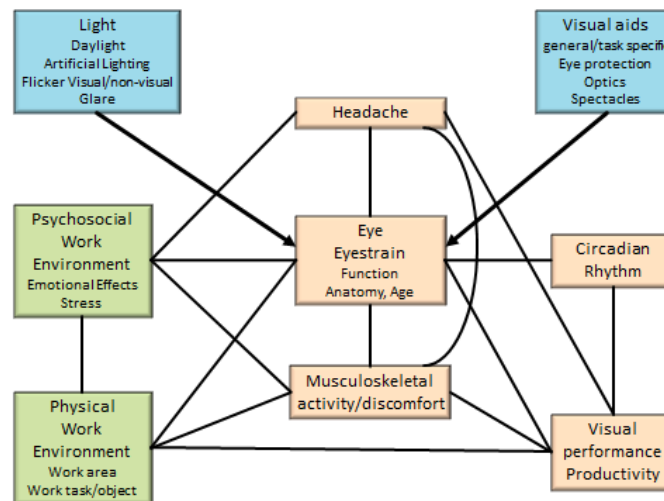 Light
Daylight
Artificial Lighting
Flicker Visual/non-visual
Glare
Visual aids
general/task specific
Eye protection
Optics
Spectacles
Headache
Psychosocial
Work
Environment
Emotional Effects
Stress
Eye
Eyestrain
Function
Anatomy, Age
Circadian
Rhythm
Musculoskeletal
activity/discomfort
Physical
Work
Environment
Work area
Work task/object
Visual
performance
Productivity